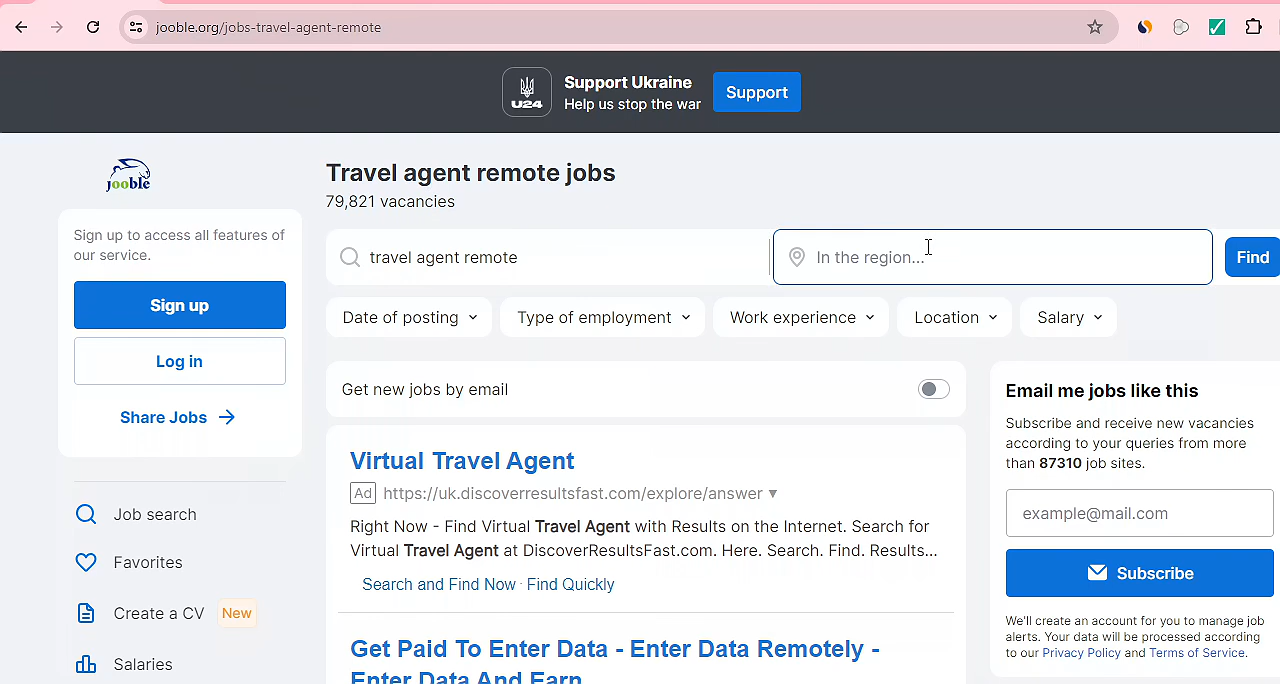 jooble.org/jobs-travel-agent-remote
U24
Support Ukraine
Help us stop the war
Support
jooble
Sign up to access all features of
our service.
Sign up
Log in
Share Jobs
Job search
Favorites
Create a CV New
Salaries
Travel agent remote jobs
79,821 vacancies
travel agent remote
In the region...
Find
Date of posting
Type of employment
Work experience
Location
Salary
Get new jobs by email
Virtual Travel Agent
Ad https://uk.discoverresultsfast.com/explore/answer
Right Now - Find Virtual Travel Agent with Results on the Internet. Search for
Virtual Travel Agent at DiscoverResultsFast.com. Here. Search. Find. Results...
Search and Find Now · Find Quickly
Get Paid To Enter Data - Enter Data Remotely -
Enter Data And Earn
Email me jobs like this
Subscribe and receive new vacancies
according to your queries from more
than 87310 job sites.
example@mail.com
Subscribe
We'll create an account for you to manage job
alerts. Your data will be processed according
to our Privacy Policy and Terms of Service.